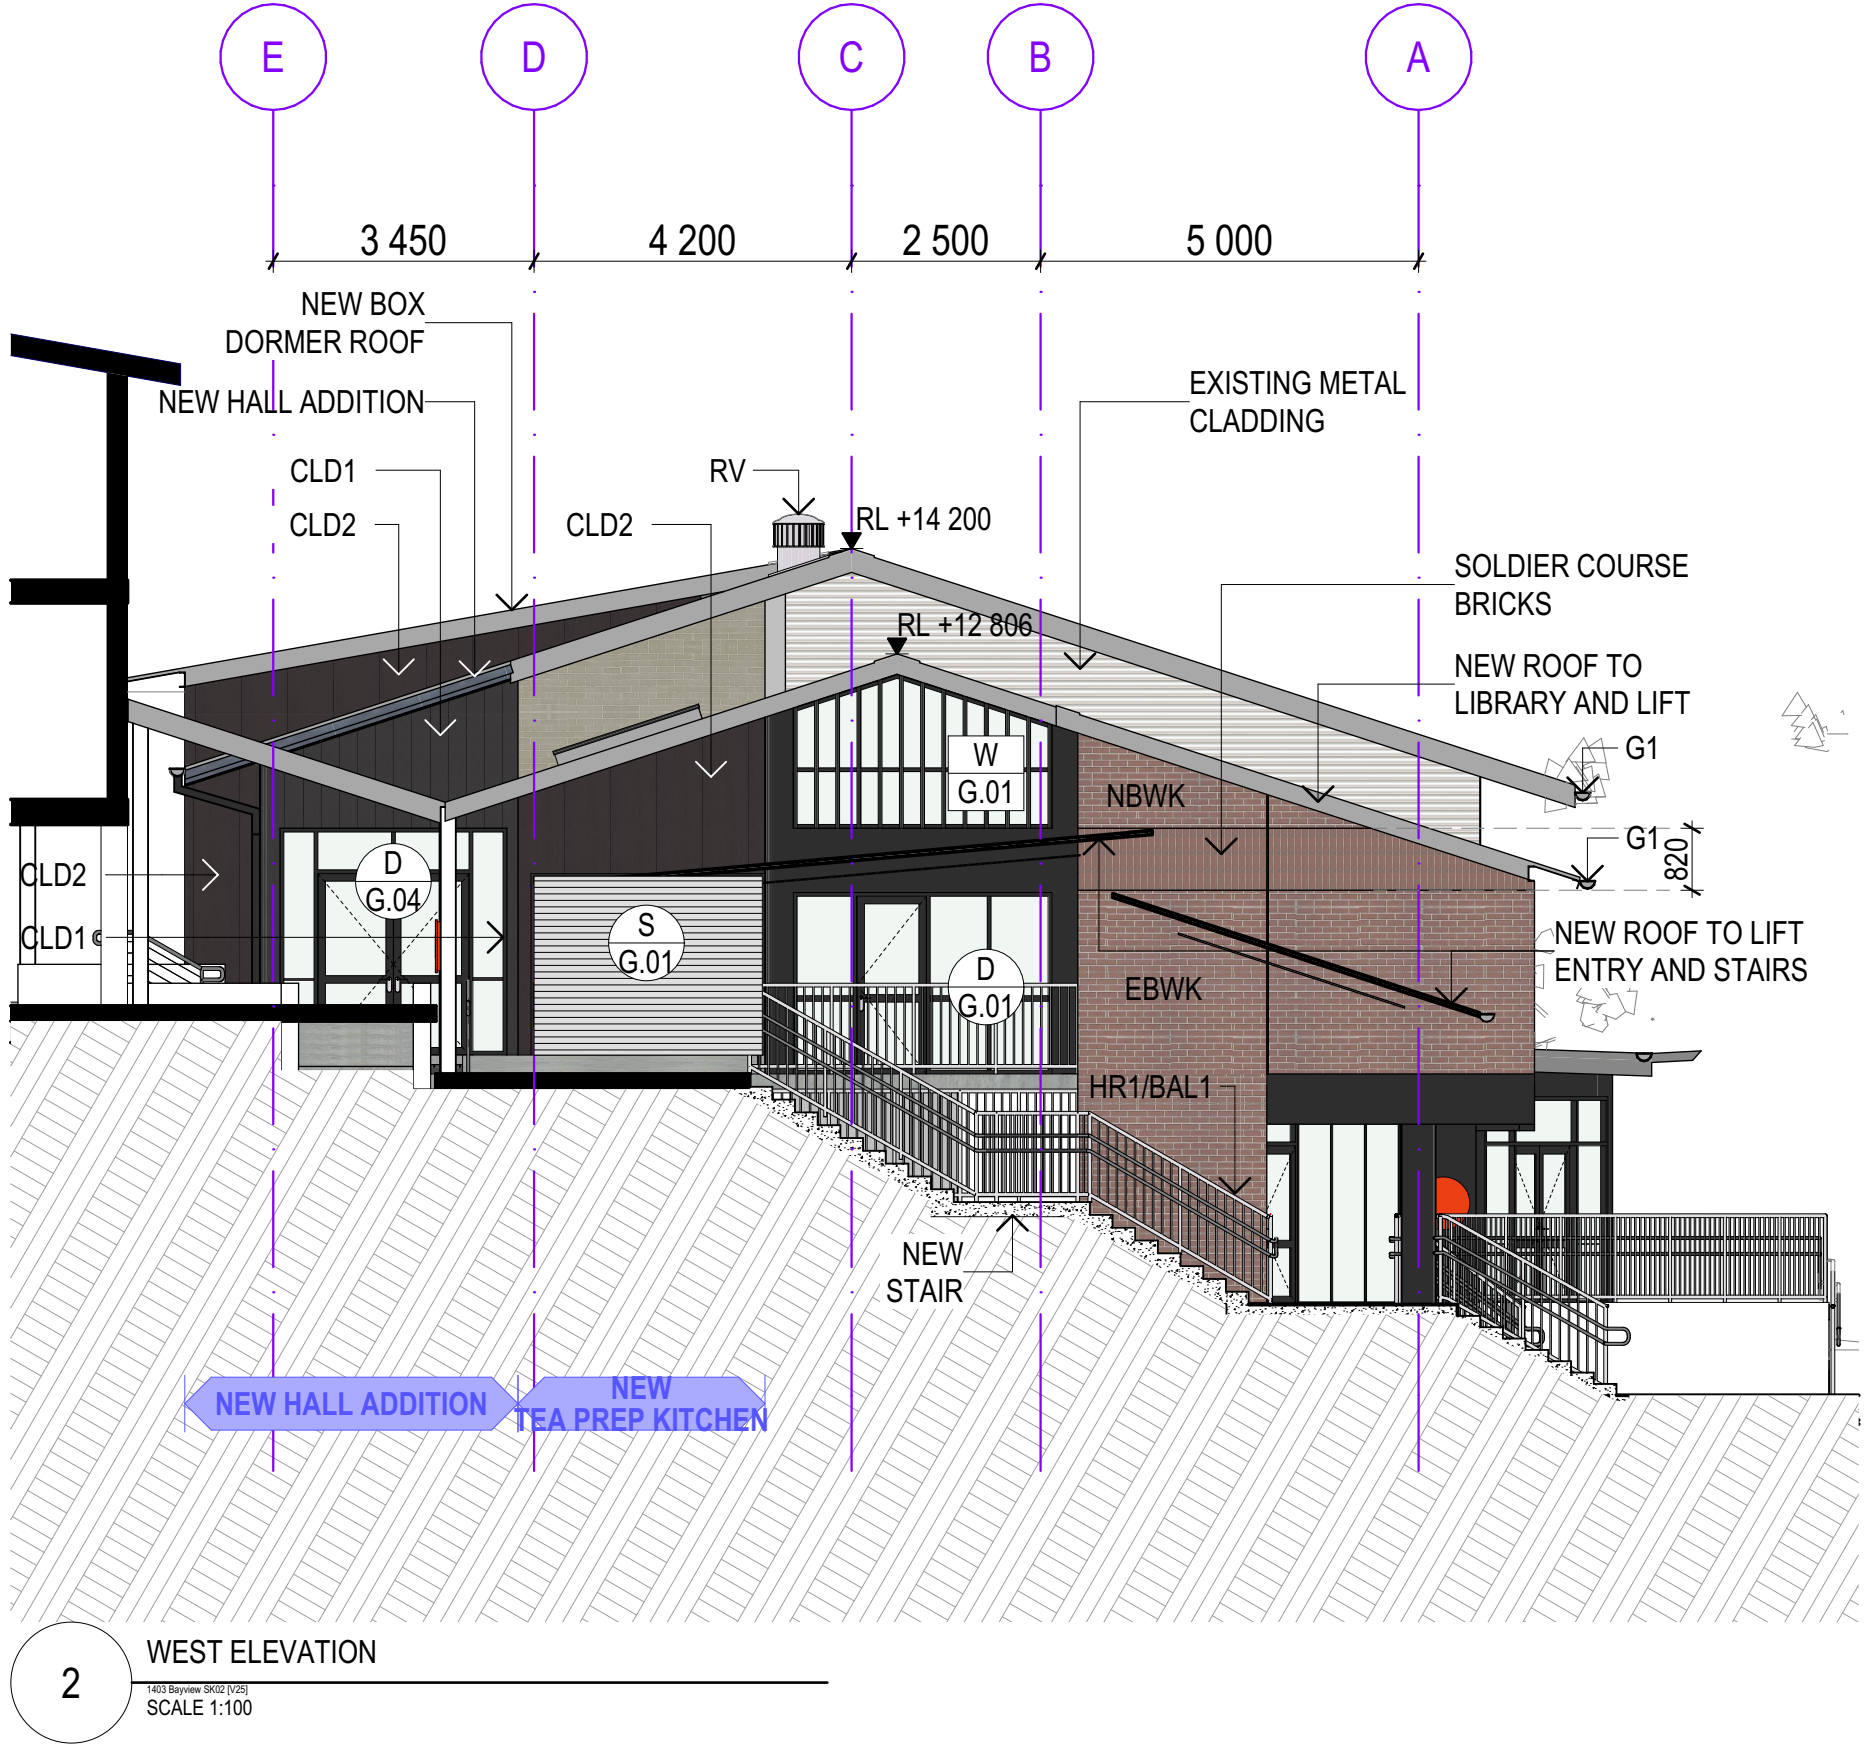 E D C B A
3 450 4 200 2 500 5 000
NEW BOX
DORMER ROOF
NEW HALL ADDITION
EXISTING METAL
CLADDING
CLD1
RV
CLD2
CLD2
RL +14 200
SOLDIER COURSE
BRICKS
RL +12 806
NEW ROOF TO
LIBRARY AND LIFT
G1
W
G.01
NBWK
G1
820
D
G.04
CLD2
CLD1
S
G.01
D
G.01
EBWK
NEW ROOF TO LIFT
ENTRY AND STAIRS
HR1/BAL1
NEW
STAIR
NEW HALL ADDITION
NEW
TEA PREP KITCHEN
2
WEST ELEVATION
1403 Bayview SK02 [V25]
SCALE 1:100